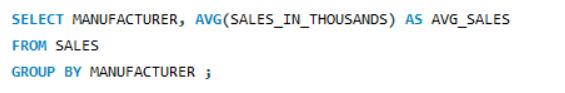 SELECT MANUFACTURER, AVG(SALES_IN_THOUSANDS) AS AVG_SALES
FROM SALES
GROUP BY MANUFACTURER ;